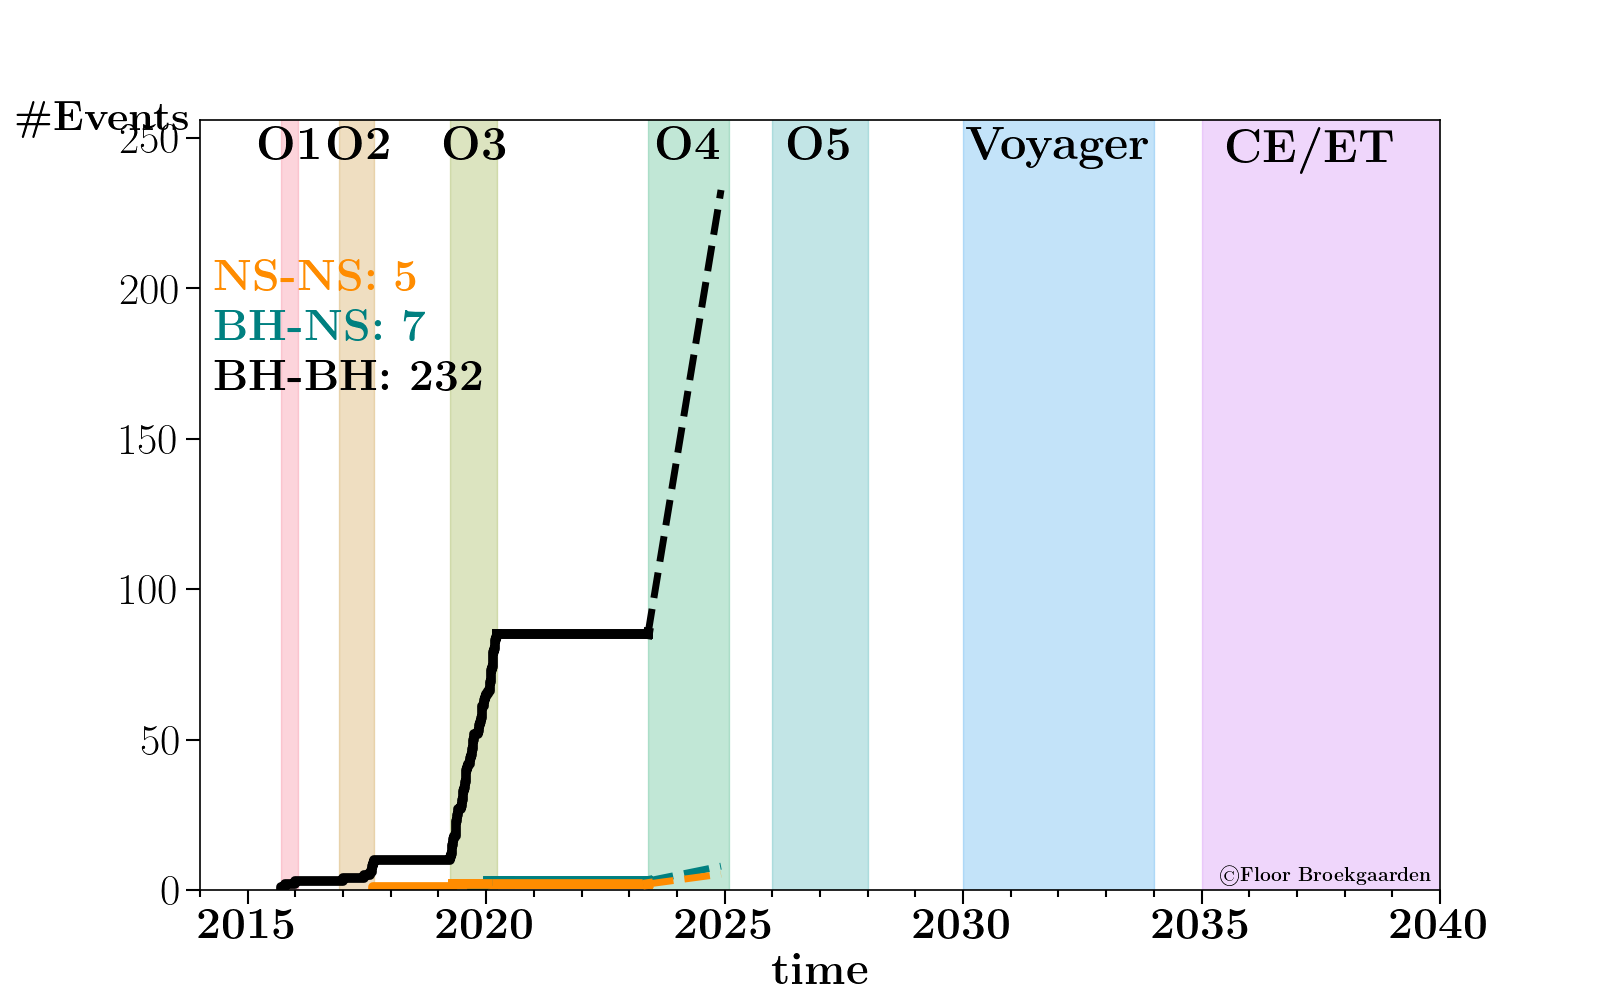 #Events
O1 O2 O3 O4 O5 Voyager CE/ET
250
NS-NS: 5
200
BH-NS: 7
BH-BH: 232
150
100
50
0
©Floor Broekgaarden
2015 2020 2025 2030 2035 2040
time